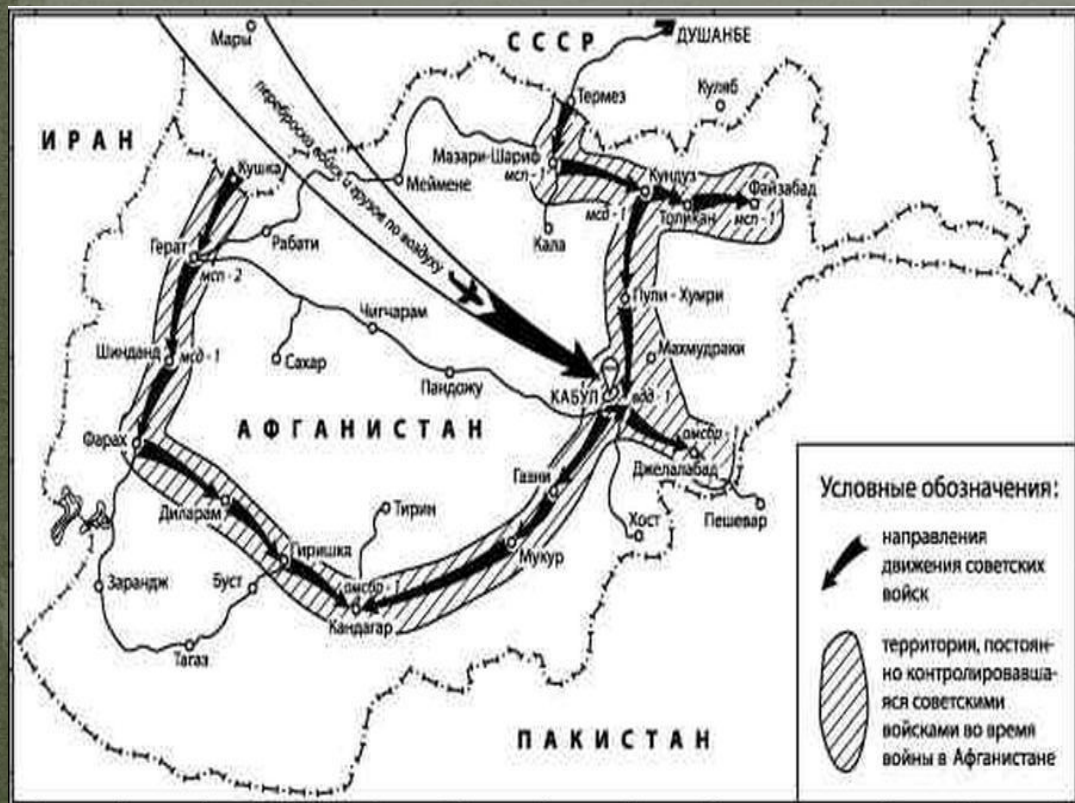 Мары
СССР
ДУШАНБЕ
Куляб
Термез
ИРАН
переброска войск и грузов по воздуху
Мазари-Шариф
мсп-1
Кундуз
Файзабад
Кушка
Меймене
мсд-1
Толикан
мсп-1
Герат
Рабати
Кала
мсп-2
Пули-Хумри
Чигчарам
Шинданд
мсд-1
Сахар
Махмудраки
Пандожу
КАБУЛ
вдд-1
АФГАНИСТАН
Фарах
омсбр-
Джелалабад
Газни
Диларам
Тирин
Хост
Пешевар
Гиришка
Мукур
Зарандж
Буст
омсбр-1
Кандагар
Тагаз
ПАКИСТАН
Условные обозначения:
направления
движения советских
войск
территория, постоян-
но контролировавша-
яся советскими
войсками во время
войны в Афганистане